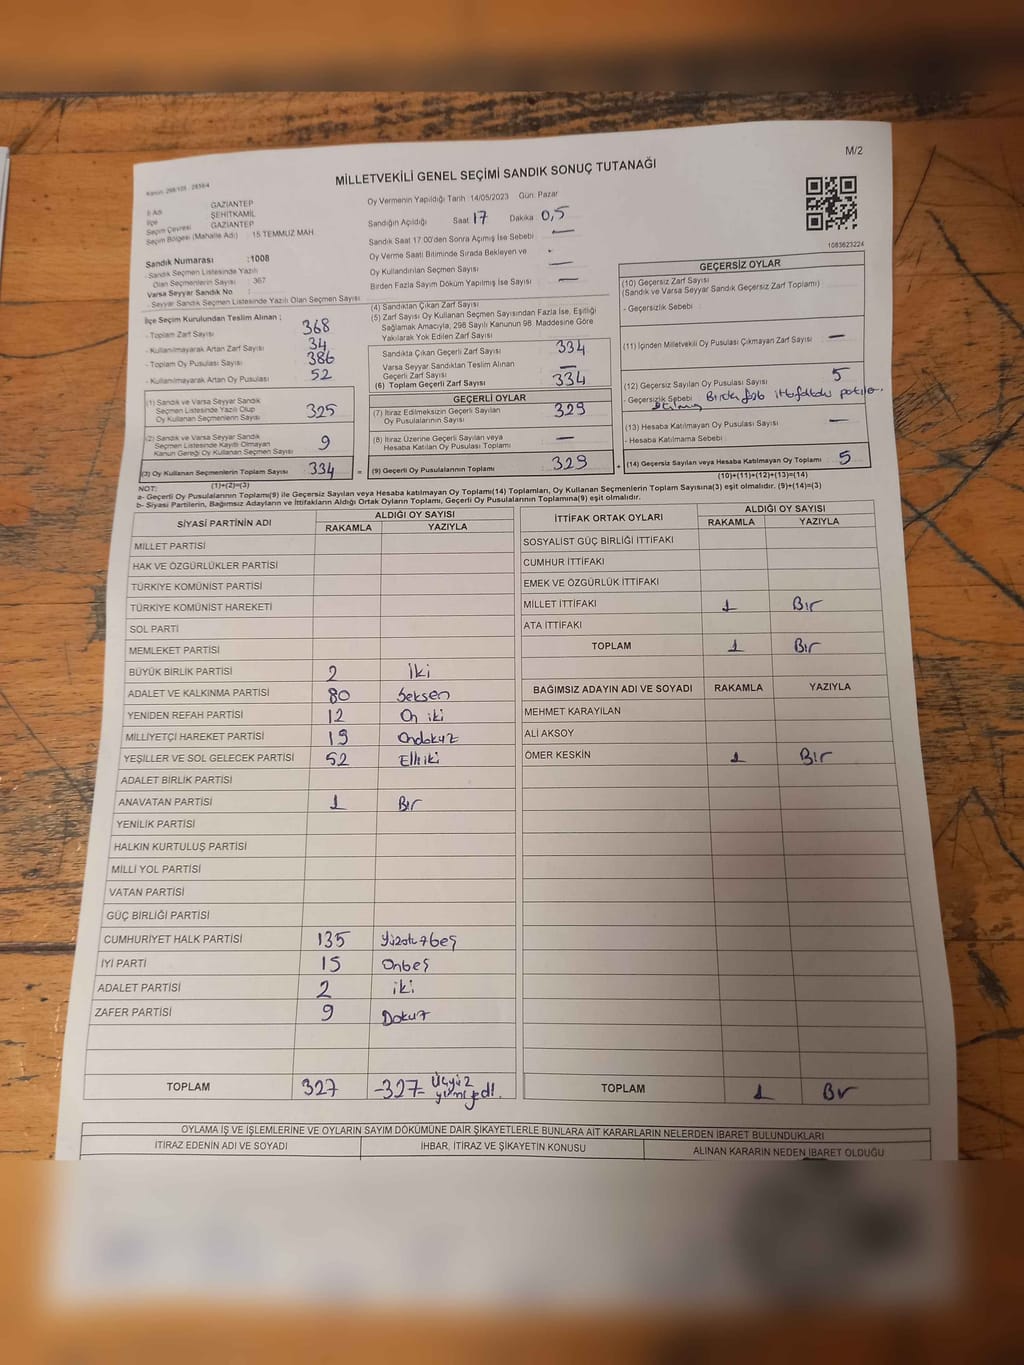 M/2
MİLLETVEKİLİ GENEL SEÇİMİ SANDIK SONUÇ TUTANAĞI
İl Adı GAZİANTEP
İlçe ŞEHİTKAMİL
Seçim Çevresi GAZİANTEP
Seçim Bölgesi (Mahalle Adı) : 15 TEMMUZ MAH.
Sandık Numarası :1008
- Sandık Seçmen Listesinde Yazılı
Olan Seçmenlerin Sayısı : 367
Varsa Seyyar Sandık No :
- Seyyar Sandık Seçmen Listesinde Yazılı Olan Seçmen Sayısı
Oy Vermenin Yapıldığı Tarih :14/05/2023 Gün: Pazar
Sandığın Açıldığı Saat 17 Dakika 0,5
Sandık Saat 17:00'den Sonra Açımış İse Sebebi : —
Oy Verme Saati Bitiminde Sırada Bekleyen ve
Oy Kullandırılan Seçmen Sayısı : —
Birden Fazla Sayım Döküm Yapılmış İse Sayısı : —
1083623224
İlçe Seçim Kurulundan Teslim Alınan ;
- Toplam Zarf Sayısı 368
- Kullanılmayarak Artan Zarf Sayısı 34
- Toplam Oy Pusulası Sayısı 386
- Kullanılmayarak Artan Oy Pusulası 52
(1) Sandık ve Varsa Seyyar Sandık
Seçmen Listesinde Yazılı Olup
Oy Kullanan Seçmenlerin Sayısı 325
(2) Sandık ve Varsa Seyyar Sandık
Seçmen Listesinde Kayıtlı Olmayan
Kanun Gereği Oy Kullanan Seçmen Sayısı 9
(3) Oy Kullanan Seçmenlerin Toplam Sayısı 334
(1)+(2)=(3)
(4) Sandıktan Çıkan Zarf Sayısı
(5) Zarf Sayısı Oy Kullanan Seçmen Sayısından Fazla İse, Eşitliği
Sağlamak Amacıyla, 298 Sayılı Kanunun 98. Maddesine Göre
Yakılarak Yok Edilen Zarf Sayısı
Sandıkta Çıkan Geçerli Zarf Sayısı 334
Varsa Seyyar Sandıktan Teslim Alınan
Geçerli Zarf Sayısı —
(6) Toplam Geçerli Zarf Sayısı 334
GEÇERLİ OYLAR
(7) İtiraz Edilmeksizin Geçerli Sayılan
Oy Pusulalarının Sayısı 329
(8) İtiraz Üzerine Geçerli Sayılan veya
Hesaba Katılan Oy Pusulası Toplamı —
= (9) Geçerli Oy Pusulalarının Toplamı 329
GEÇERSİZ OYLAR
(10) Geçersiz Zarf Sayısı
(Sandık ve Varsa Seyyar Sandık Geçersiz Zarf Toplamı)
- Geçersizlik Sebebi :
(11) İçinden Milletvekili Oy Pusulası Çıkmayan Zarf Sayısı —
(12) Geçersiz Sayılan Oy Pusulası Sayısı 5
- Geçersizlik Sebebi
(13) Hesaba Katılmayan Oy Pusulası Sayısı —
- Hesaba Katılmama Sebebi
+ (14) Geçersiz Sayılan veya Hesaba Katılmayan Oy Toplamı 5
(10)+(11)+(12)+(13)=(14)
NOT:
a- Geçerli Oy Pusulalarının Toplamı(9) ile Geçersiz Sayılan veya Hesaba katılmayan Oy Toplamı(14) Toplamları, Oy Kullanan Seçmenlerin Toplam Sayısına(3) eşit olmalıdır. (9)+(14)=(3)
b- Siyasi Partilerin, Bağımsız Adayların ve İttifakların Aldığı Ortak Oyların Toplamı, Geçerli Oy Pusulalarının Toplamına(9) eşit olmalıdır.
SİYASİ PARTİNİN ADI ALDIĞI OY SAYISI
RAKAMLA YAZIYLA
MİLLET PARTİSİ
HAK VE ÖZGÜRLÜKLER PARTİSİ
TÜRKİYE KOMÜNİST PARTİSİ
TÜRKİYE KOMÜNİST HAREKETİ
SOL PARTİ
MEMLEKET PARTİSİ
BÜYÜK BİRLİK PARTİSİ 2 İki
ADALET VE KALKINMA PARTİSİ 80 Seksen
YENİDEN REFAH PARTİSİ 12 On iki
MİLLİYETÇİ HAREKET PARTİSİ 19 Ondokuz
YEŞİLLER VE SOL GELECEK PARTİSİ 52 Elliiki
ADALET BİRLİK PARTİSİ
ANAVATAN PARTİSİ 1 Bir
YENİLİK PARTİSİ
HALKIN KURTULUŞ PARTİSİ
MİLLİ YOL PARTİSİ
VATAN PARTİSİ
GÜÇ BİRLİĞİ PARTİSİ
CUMHURİYET HALK PARTİSİ 135 Yüzotuzbeş
İYİ PARTİ 15 Onbeş
ADALET PARTİSİ 2 iki
ZAFER PARTİSİ 9 Dokuz
TOPLAM 327 -327- Üçyüz yirmiyedi.
İTTİFAK ORTAK OYLARI ALDIĞI OY SAYISI
RAKAMLA YAZIYLA
SOSYALİST GÜÇ BİRLİĞİ İTTİFAKI
CUMHUR İTTİFAKI
EMEK VE ÖZGÜRLÜK İTTİFAKI
MİLLET İTTİFAKI 1 Bir
ATA İTTİFAKI
TOPLAM 1 Bir
BAĞIMSIZ ADAYIN ADI VE SOYADI RAKAMLA YAZIYLA
MEHMET KARAYILAN
ALİ AKSOY
ÖMER KESKİN 1 Bir
TOPLAM 1 Bir
OYLAMA İŞ VE İŞLEMLERİNE VE OYLARIN SAYIM DÖKÜMÜNE DAİR ŞİKAYETLERLE BUNLARA AİT KARARLARIN NELERDEN İBARET BULUNDUKLARI
İTİRAZ EDENİN ADI VE SOYADI İHBAR, İTİRAZ VE ŞİKAYETİN KONUSU ALINAN KARARIN NEDEN İBARET OLDUĞU